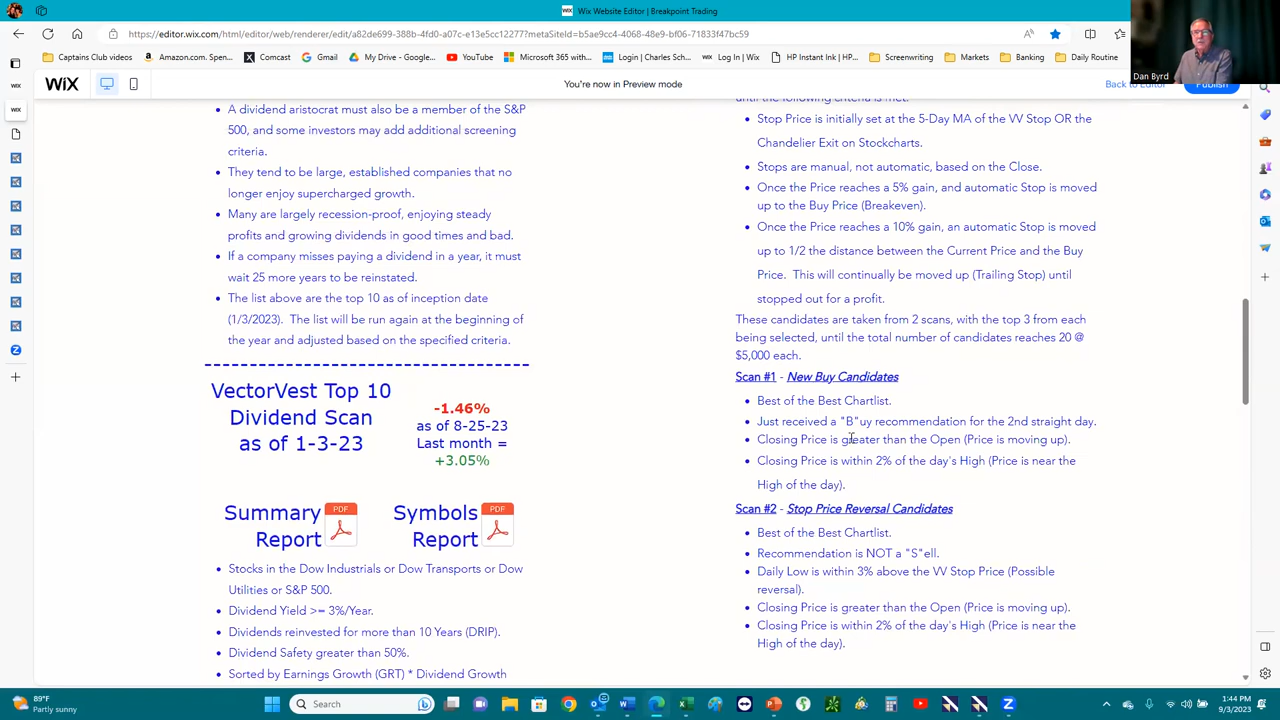 Wix Website Editor | Breakpoint Trading
https://editor.wix.com/html/editor/web/renderer/edit/a82de699-388b-4fd0-a07c-e13e5cc12277?metaSiteId=b5ae9cc4-4068-48e9-bf06-71833f47bc59
Captains Club videos
Amazon.com. Spen...
Comcast
Gmail
My Drive - Google...
YouTube
Microsoft 365 with...
Login | Charles Sch...
Log In | Wix
HP Instant Ink | HP...
Screenwriting
Markets
Banking
Daily Routine
Dan Byrd
WiX
You're now in Preview mode
Back to Editor
Publish
A dividend aristocrat must also be a member of the S&P
500, and some investors may add additional screening
criteria.
They tend to be large, established companies that no
longer enjoy supercharged growth.
Many are largely recession-proof, enjoying steady
profits and growing dividends in good times and bad.
If a company misses paying a dividend in a year, it must
wait 25 more years to be reinstated.
The list above are the top 10 as of inception date
(1/3/2023).  The list will be run again at the beginning of
the year and adjusted based on the specified criteria.
VectorVest Top 10
Dividend Scan
as of 1-3-23
-1.46%
as of 8-25-23
Last month =
+3.05%
Summary
Report
PDF
Symbols
Report
PDF
Stocks in the Dow Industrials or Dow Transports or Dow
Utilities or S&P 500.
Dividend Yield >= 3%/Year.
Dividends reinvested for more than 10 Years (DRIP).
Dividend Safety greater than 50%.
Sorted by Earnings Growth (GRT) * Dividend Growth
until the following criteria is met:
Stop Price is initially set at the 5-Day MA of the VV Stop OR the
Chandelier Exit on Stockcharts.
Stops are manual, not automatic, based on the Close.
Once the Price reaches a 5% gain, and automatic Stop is moved
up to the Buy Price (Breakeven).
Once the Price reaches a 10% gain, an automatic Stop is moved
up to 1/2 the distance between the Current Price and the Buy
Price.  This will continually be moved up (Trailing Stop) until
stopped out for a profit.
These candidates are taken from 2 scans, with the top 3 from each
being selected, until the total number of candidates reaches 20 @
$5,000 each.
Scan #1 - New Buy Candidates
Best of the Best Chartlist.
Just received a "B"uy recommendation for the 2nd straight day.
Closing Price is greater than the Open (Price is moving up).
Closing Price is within 2% of the day's High (Price is near the
High of the day).
Scan #2 - Stop Price Reversal Candidates
Best of the Best Chartlist.
Recommendation is NOT a "S"ell.
Daily Low is within 3% above the VV Stop Price (Possible
reversal).
Closing Price is greater than the Open (Price is moving up).
Closing Price is within 2% of the day's High (Price is near the
High of the day).
89°F
Partly sunny
Search
1:44 PM
9/3/2023